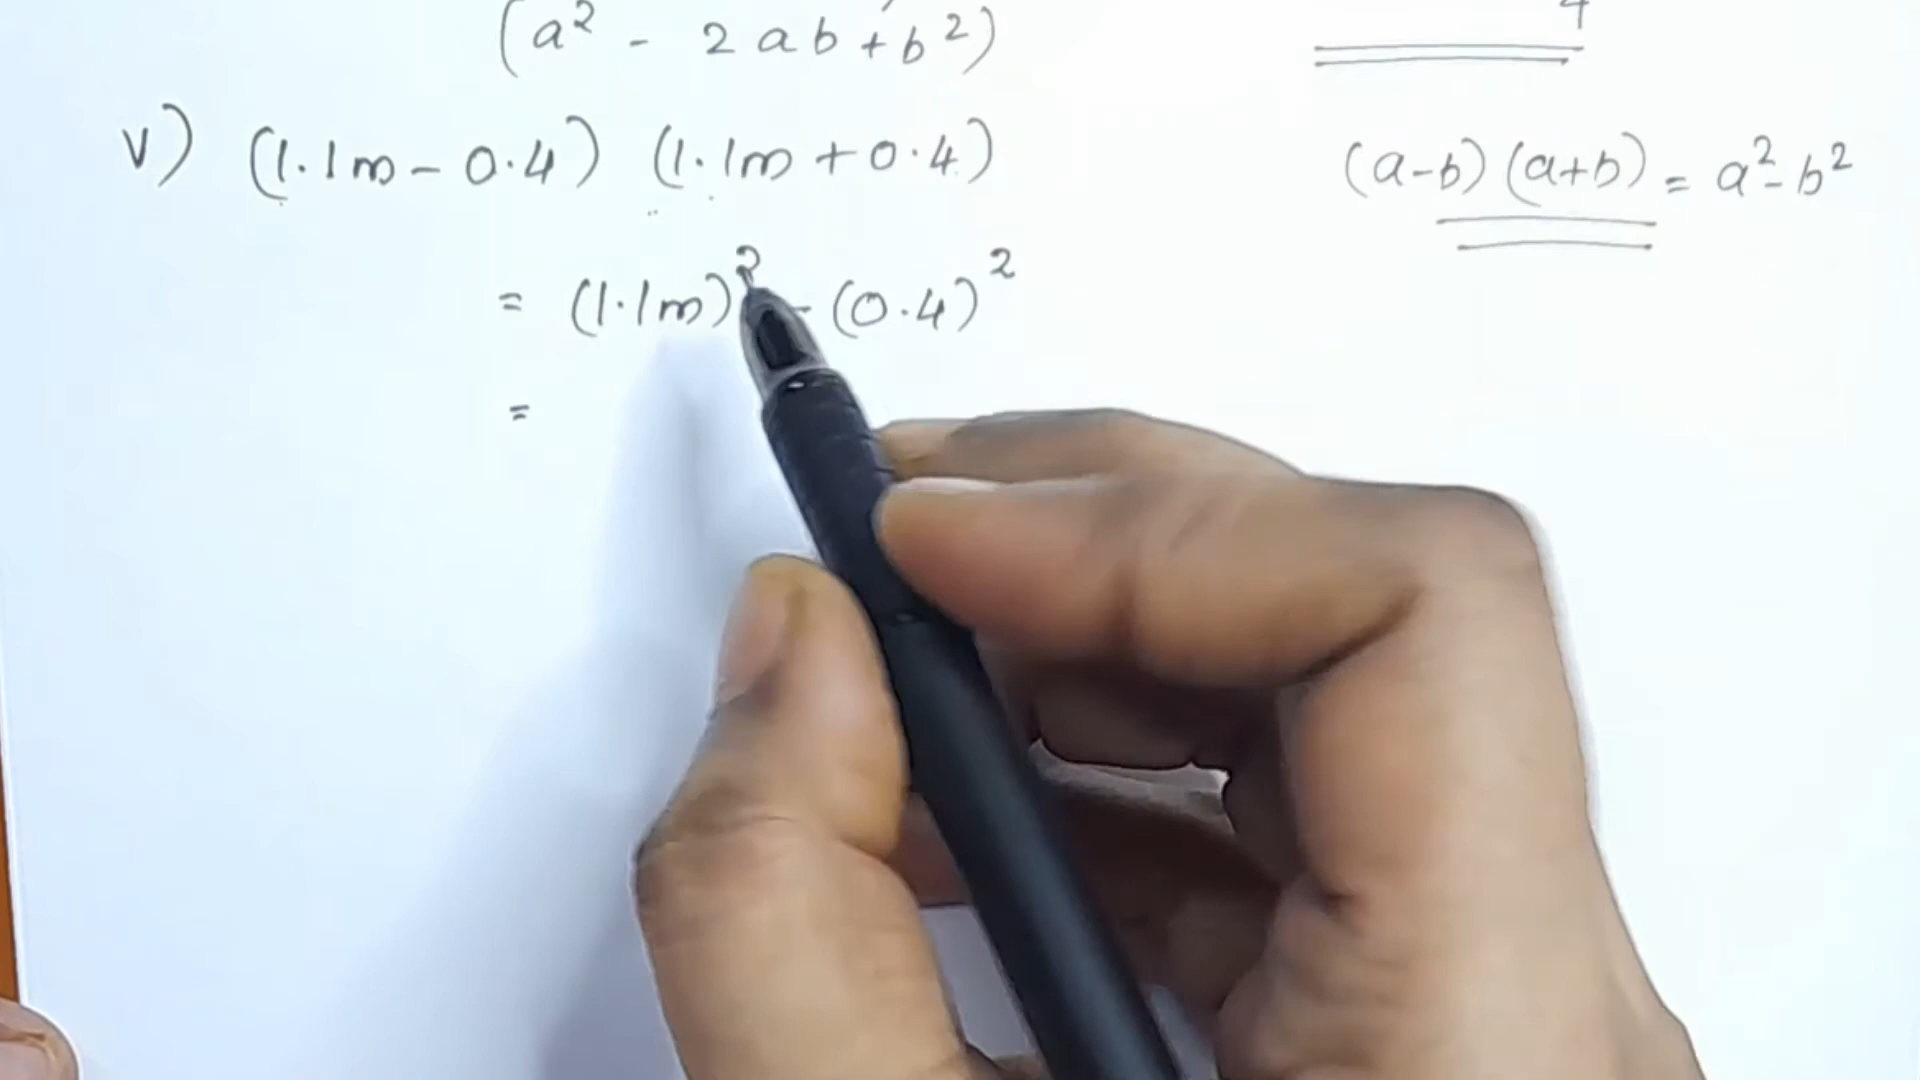 (a² - 2ab + b²)
4
v) (1.1m - 0.4) (1.1m + 0.4)
(a-b) (a+b) = a² - b²
= (1.1m)² - (0.4)²
=